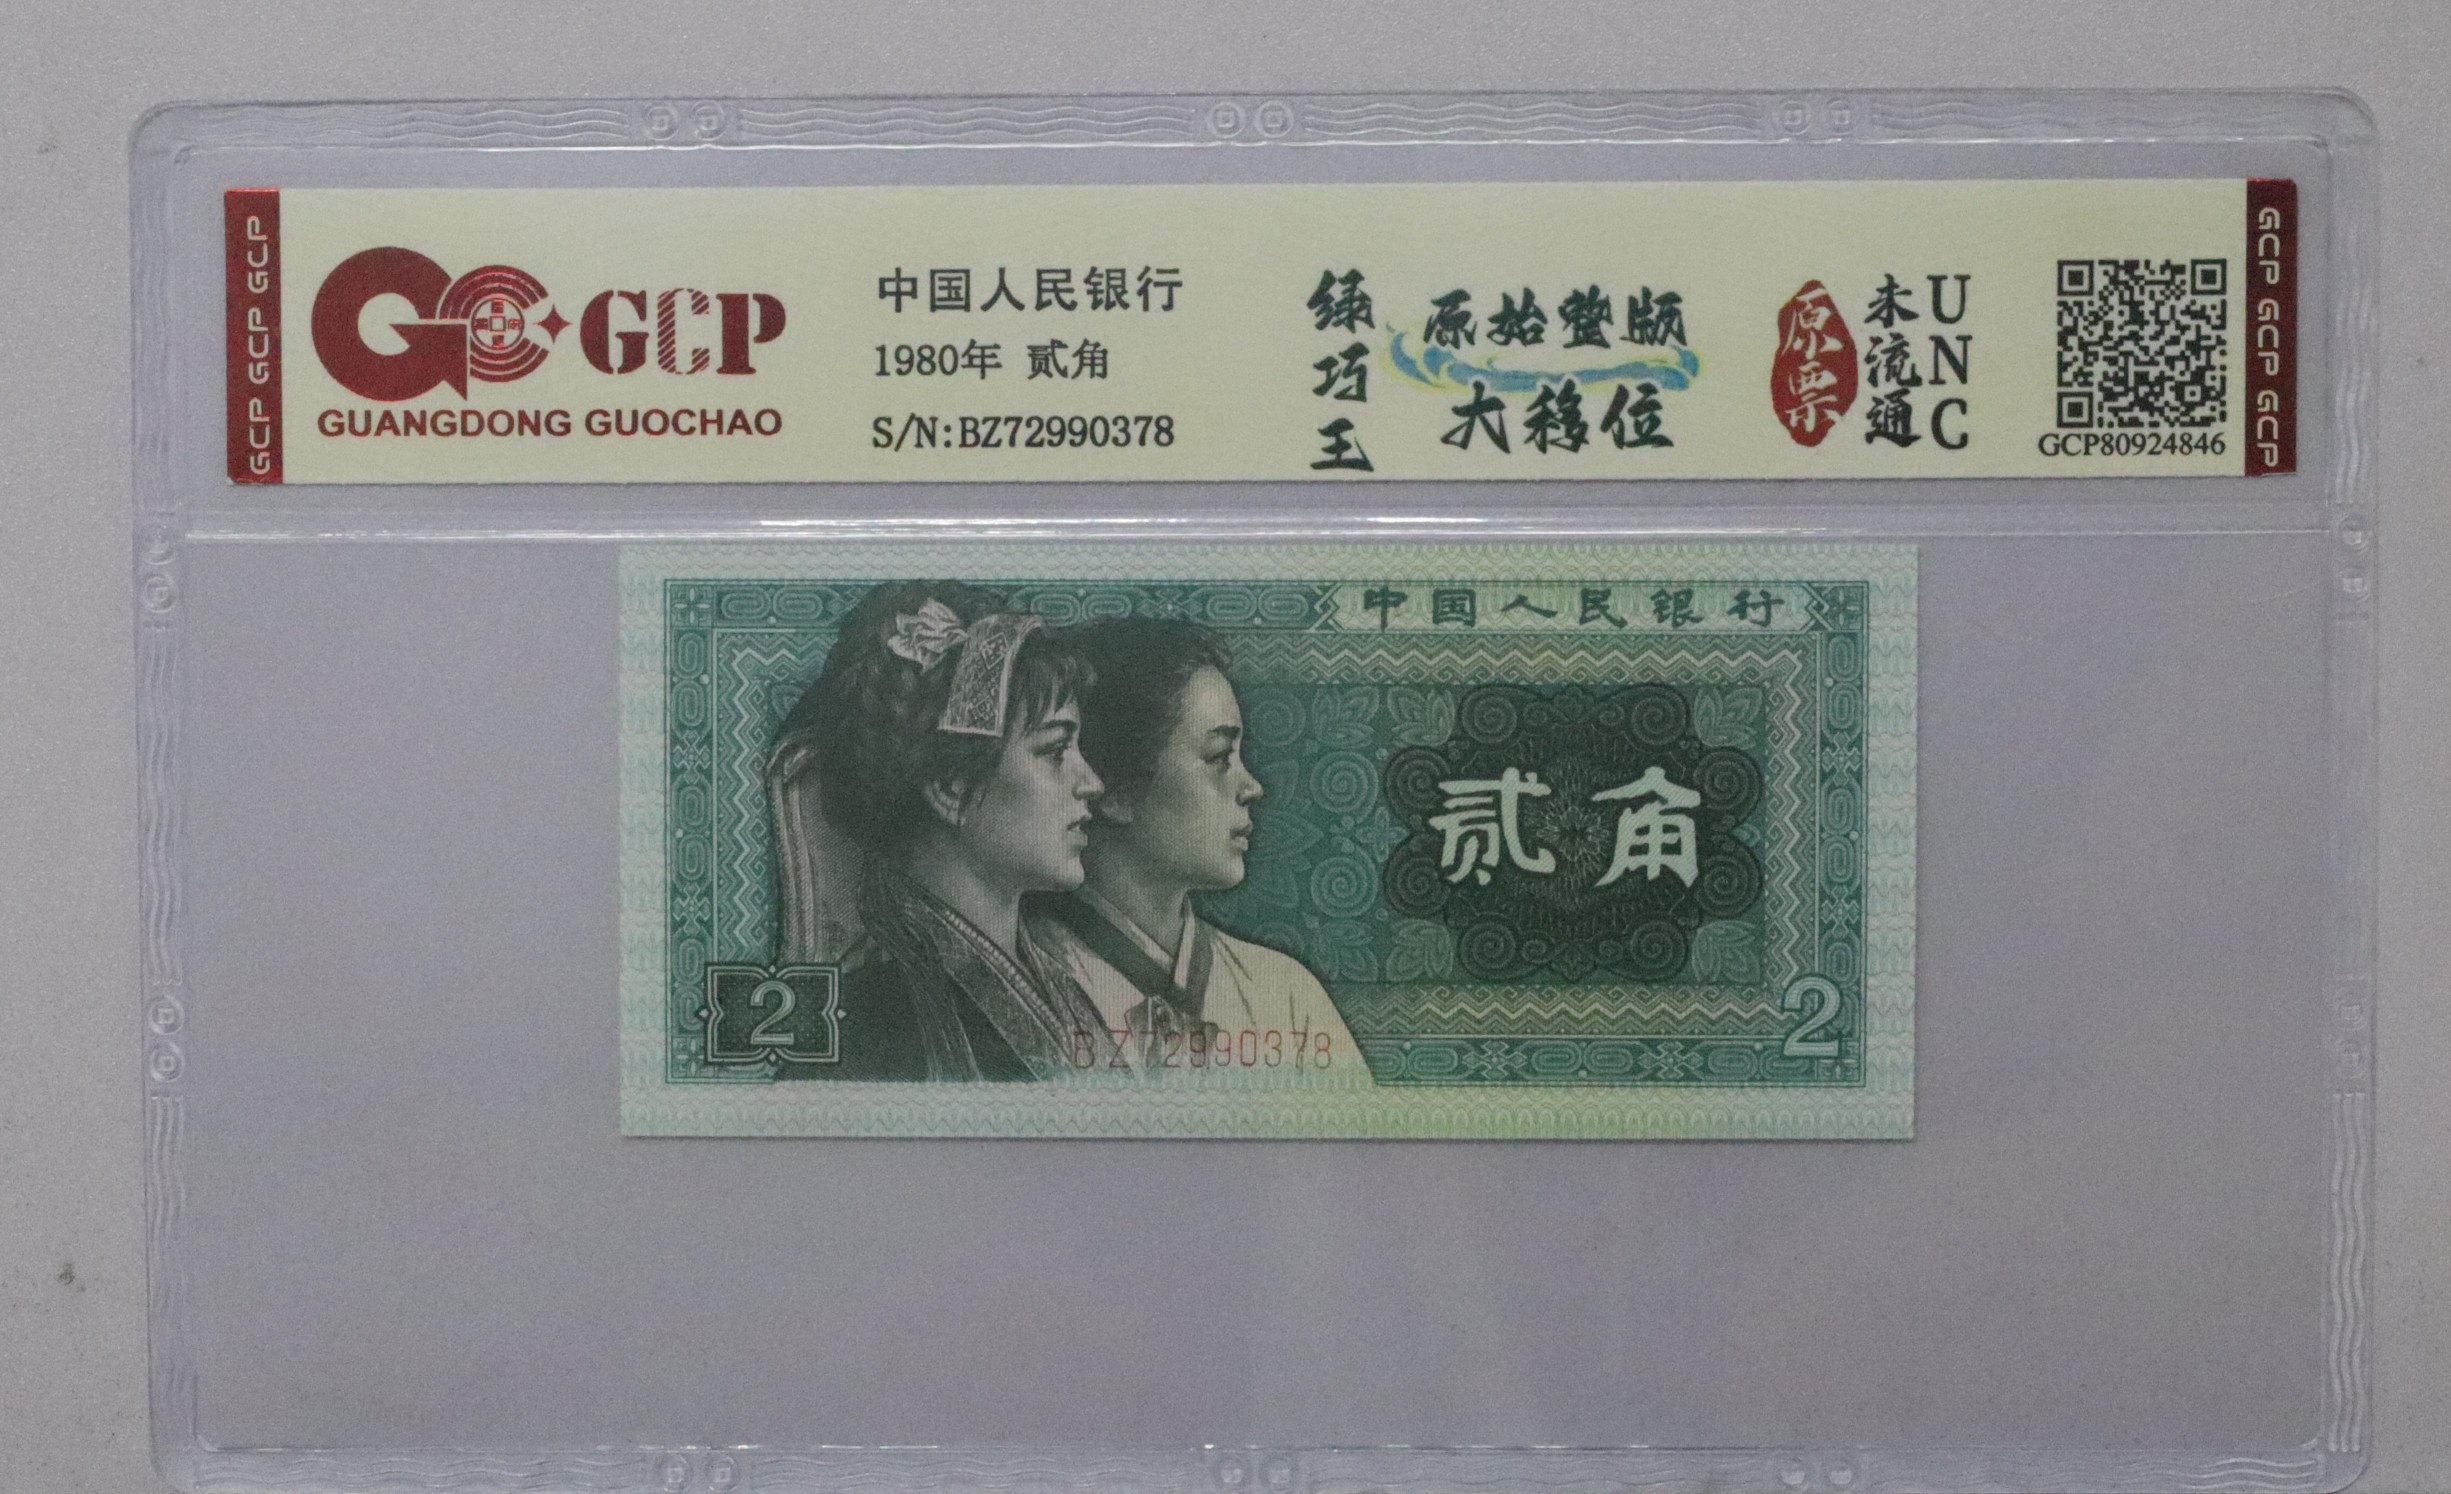 GCP GCP GCP
GCP
GUANGDONG GUOCHAO
中国人民银行
1980年 贰角
S/N:BZ72990378
绿巧王
原始整版
大移位
原票
未流通
UNC
GCP80924846
GCP GCP GCP
中国人民银行
贰角
2
BZ72990378
2